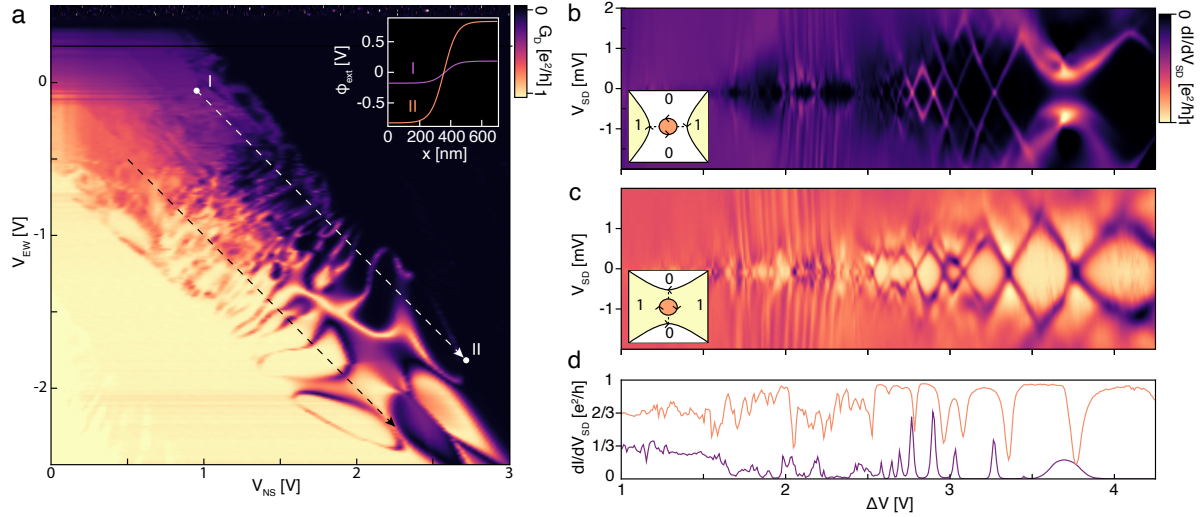 a
0
-1
-2
V_EW [V]
0
1
2
3
V_NS [V]
I
II
0.5
0
-0.5
ϕ_ext [V]
0
200
400
600
x [nm]
I
II
0
G_D [e²/h]
1
b
2
1
0
-1
V_SD [mV]
0
1
1
0
0
dI/dV_SD [e²/h]
1
c
1
0
-1
V_SD [mV]
0
1
1
0
d
1
2/3
1/3
0
dI/dV_SD [e²/h]
1
2
3
4
ΔV [V]